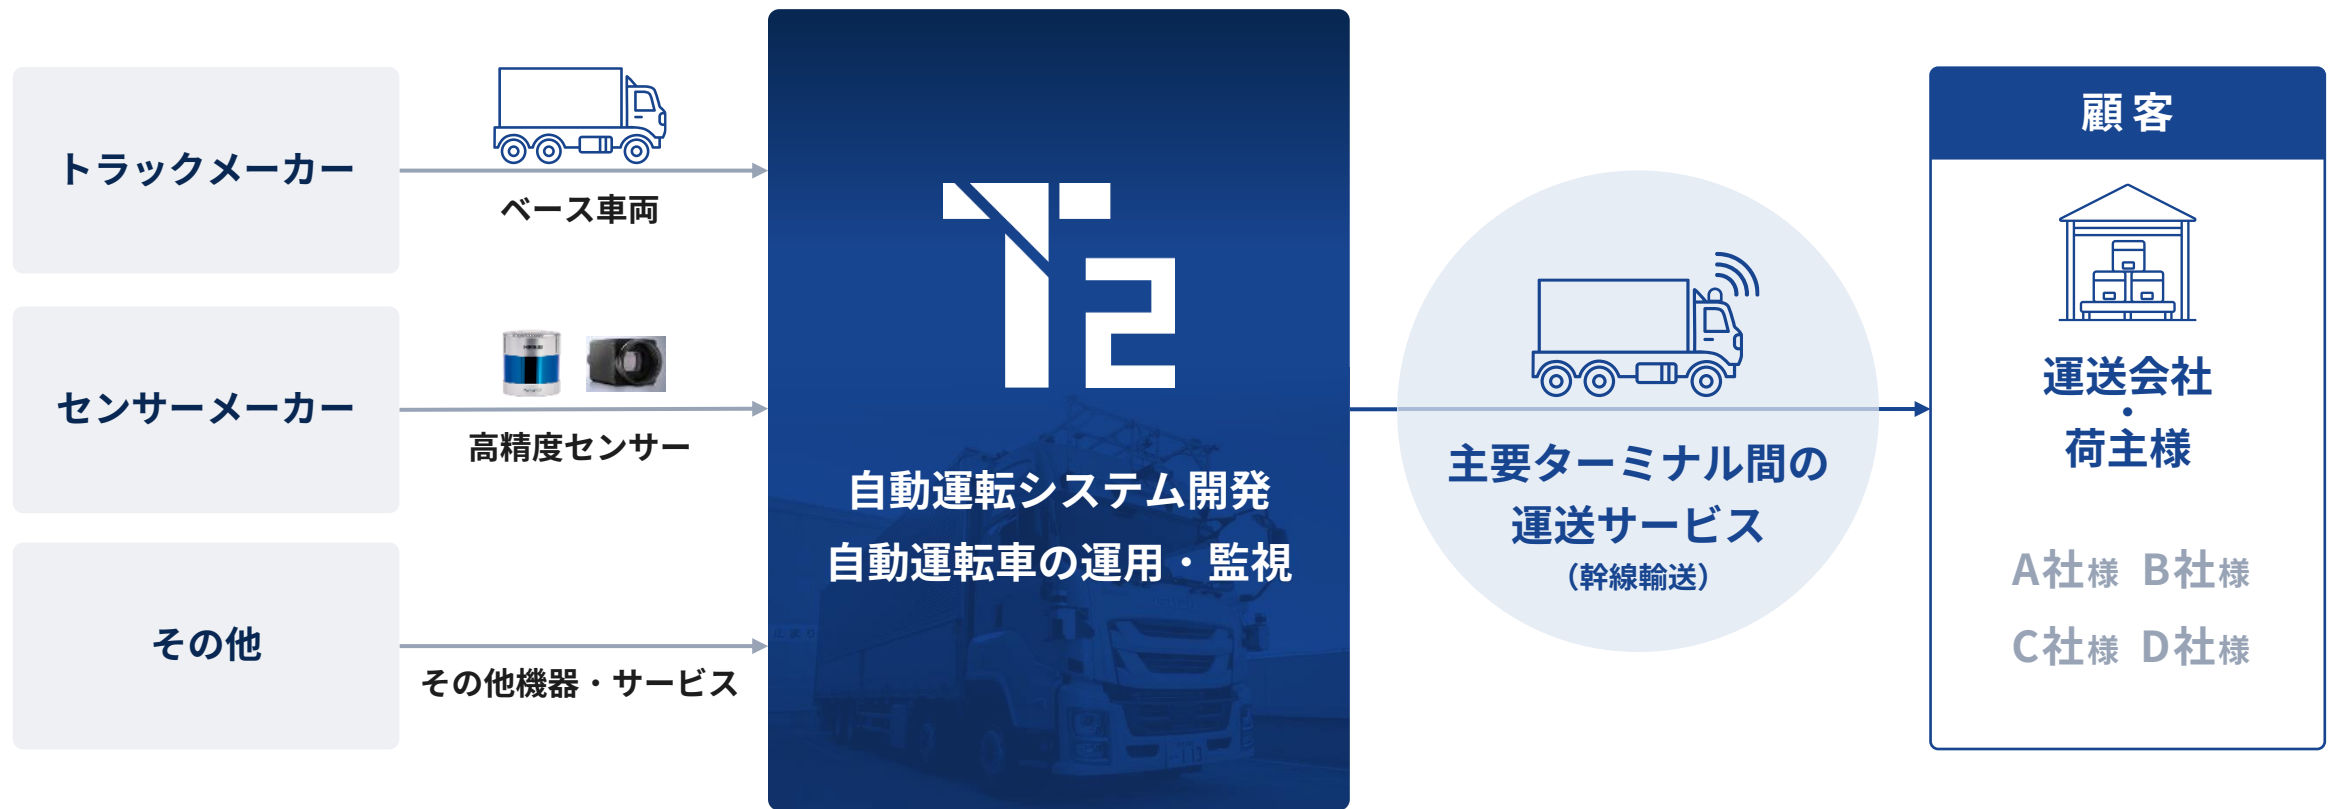 トラックメーカー
ベース車両
センサーメーカー
高精度センサー
その他
その他機器・サービス
T2
自動運転システム開発
自動運転車の運用・監視
主要ターミナル間の
運送サービス
（幹線輸送）
顧客
運送会社
・
荷主様
A社様 B社様
C社様 D社様